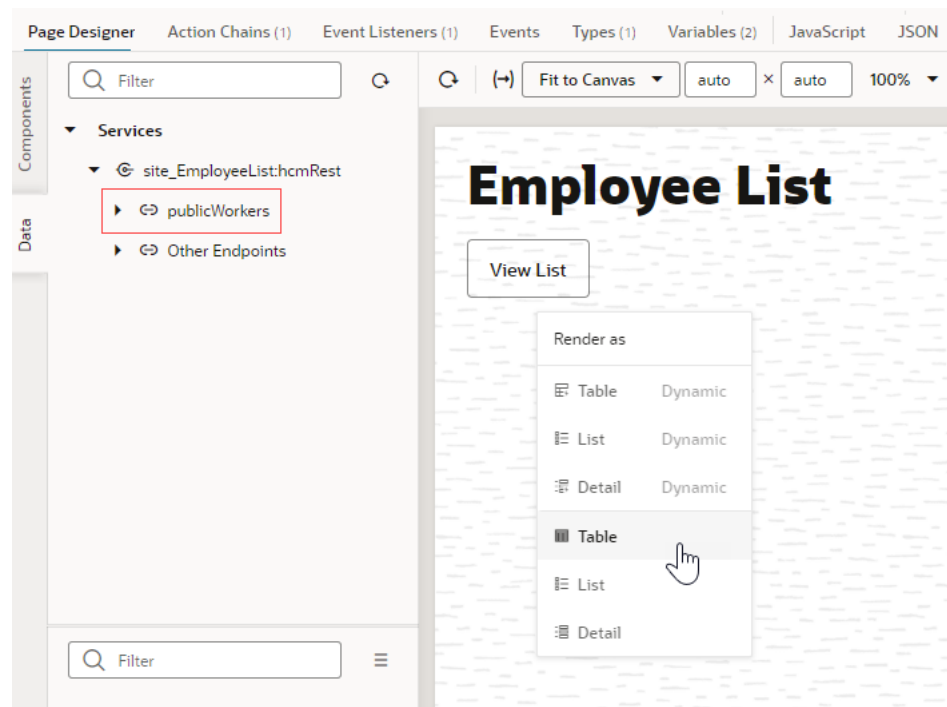 Page Designer Action Chains (1) Event Listeners (1) Events Types (1) Variables (2) JavaScript JSON
Components
Data
Filter
Services
site_EmployeeList:hcmRest
publicWorkers
Other Endpoints
Filter
Fit to Canvas auto × auto 100%
Employee List
View List
Render as
Table Dynamic
List Dynamic
Detail Dynamic
Table
List
Detail